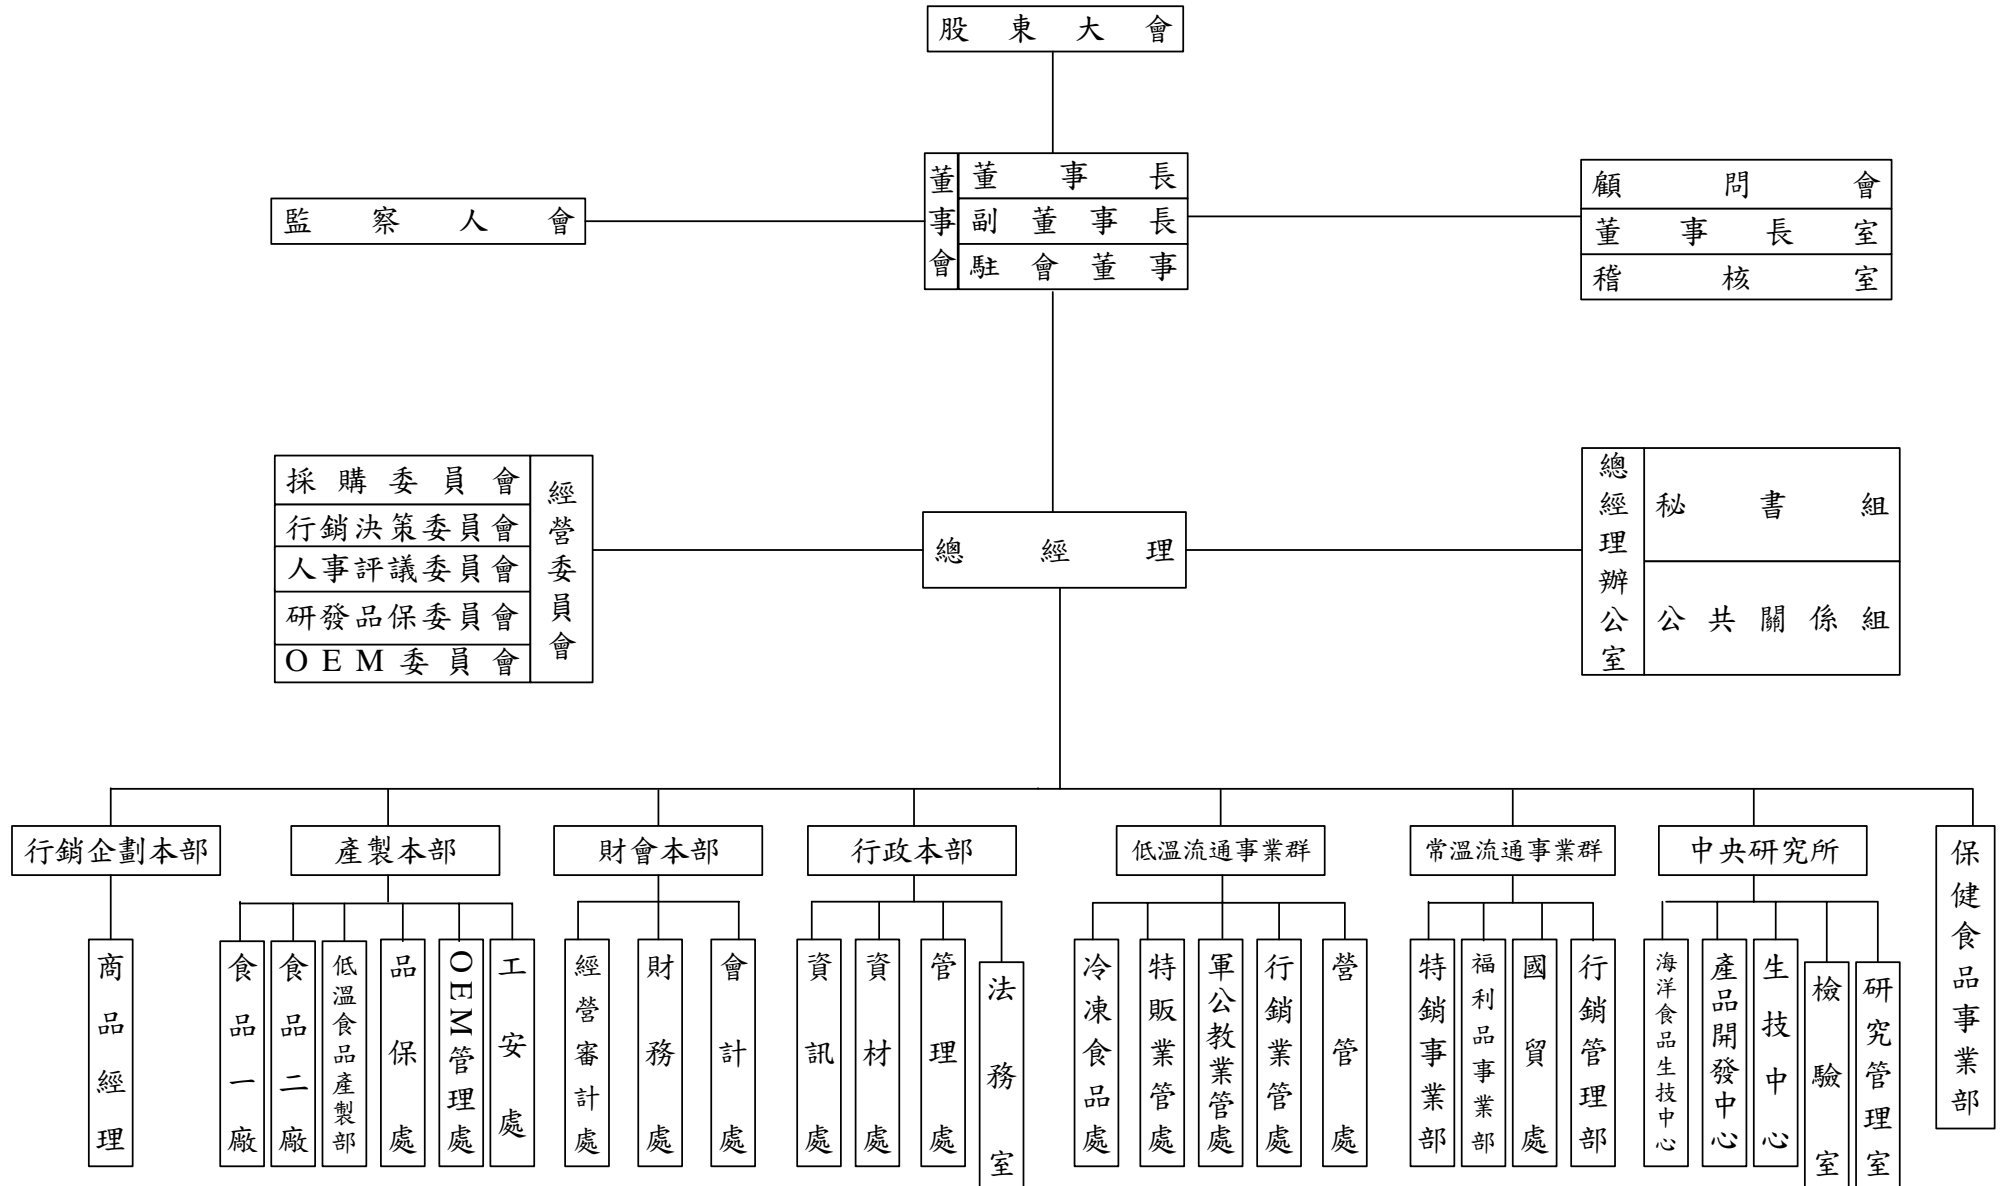 股東大會
董事會
董事長
副董事長
駐會董事
監察人會
顧問會
董事長室
稽核室
採購委員會
行銷決策委員會
人事評議委員會
研發品保委員會
OEM委員會
經營委員會
總經理
總經理辦公室
秘書組
公共關係組
行銷企劃本部
產製本部
財會本部
行政本部
低溫流通事業群
常溫流通事業群
中央研究所
保健食品事業部
商品經理
食品一廠
食品二廠
低溫食品產製部
品保處
OEM管理處
工安處
經營審計處
財務處
會計處
資訊處
資材處
管理處
法務室
冷凍食品處
特販業管處
軍公教業管處
行銷業管處
營管處
特銷事業部
福利品事業部
國貿處
行銷管理部
海洋食品生技中心
產品開發中心
生技中心
檢驗室
研究管理室